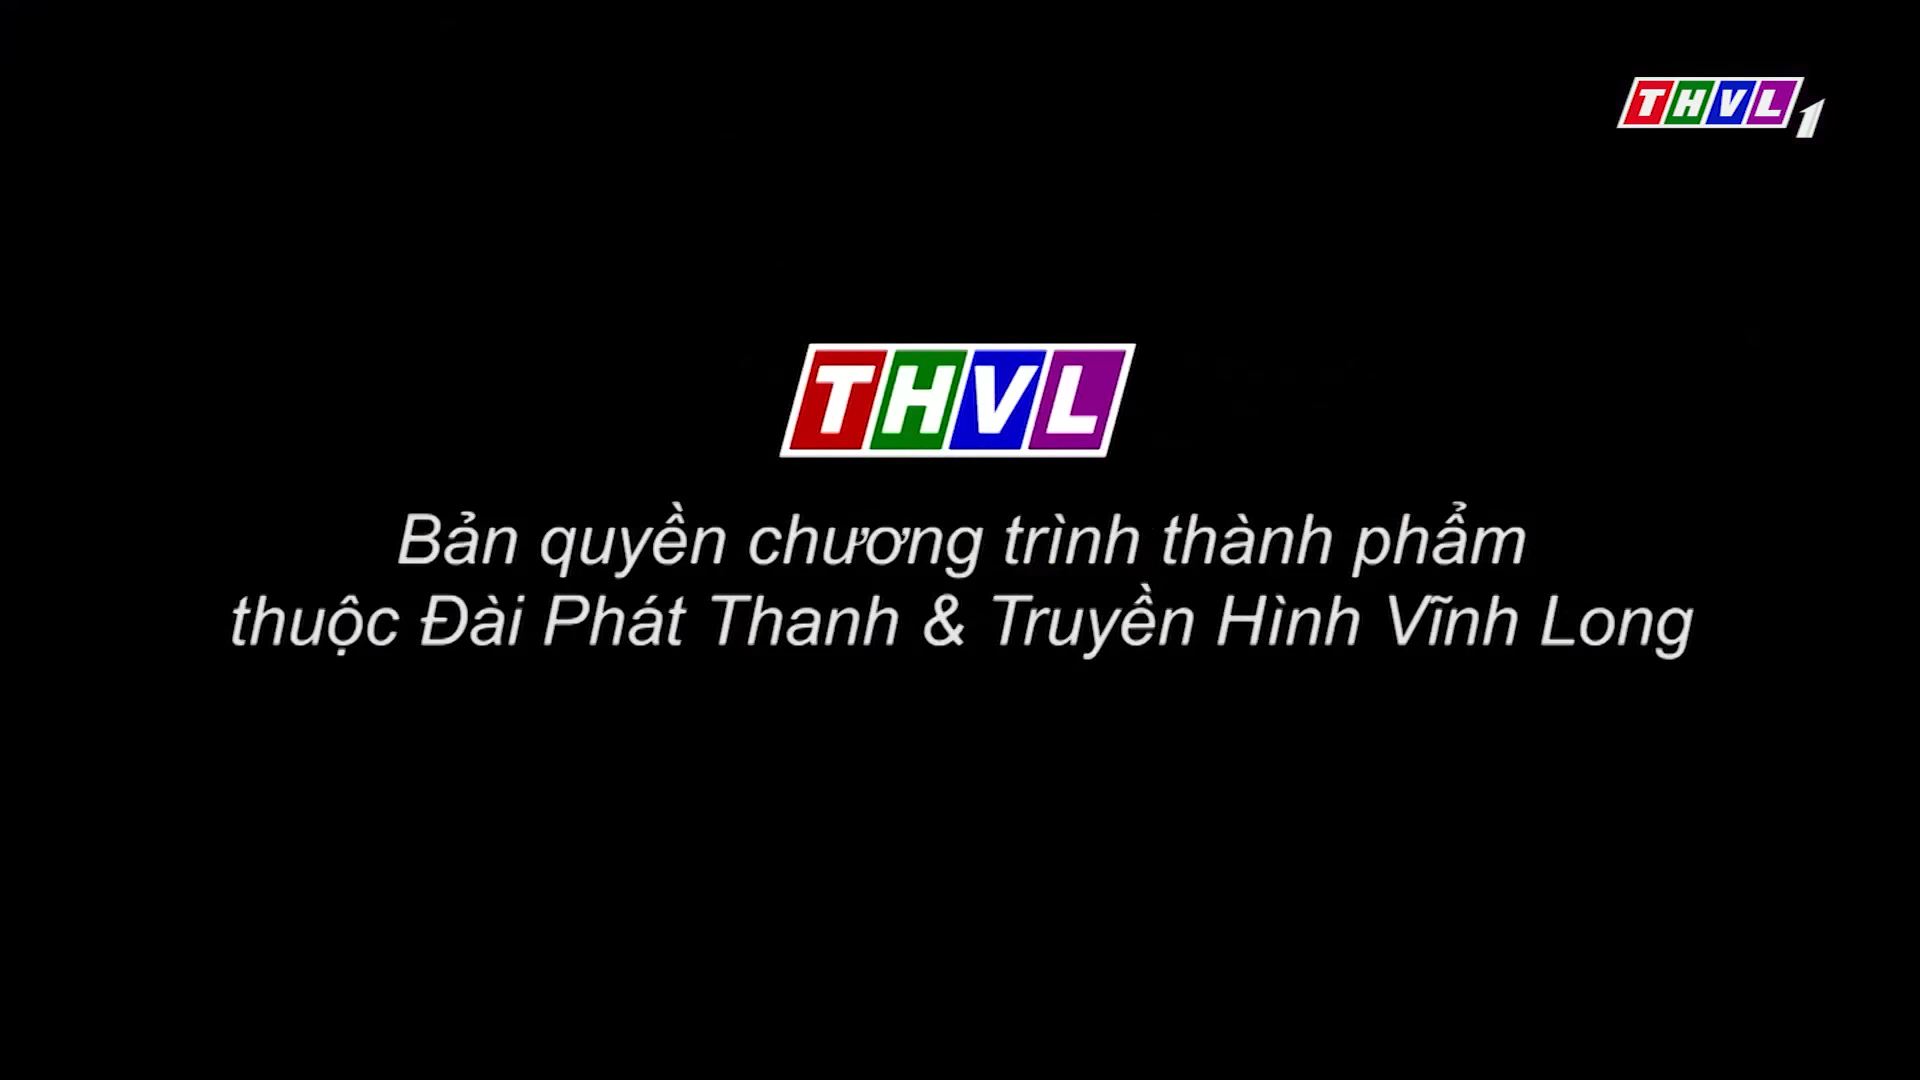 THVL1
THVL
Bản quyền chương trình thành phẩm
thuộc Đài Phát Thanh & Truyền Hình Vĩnh Long